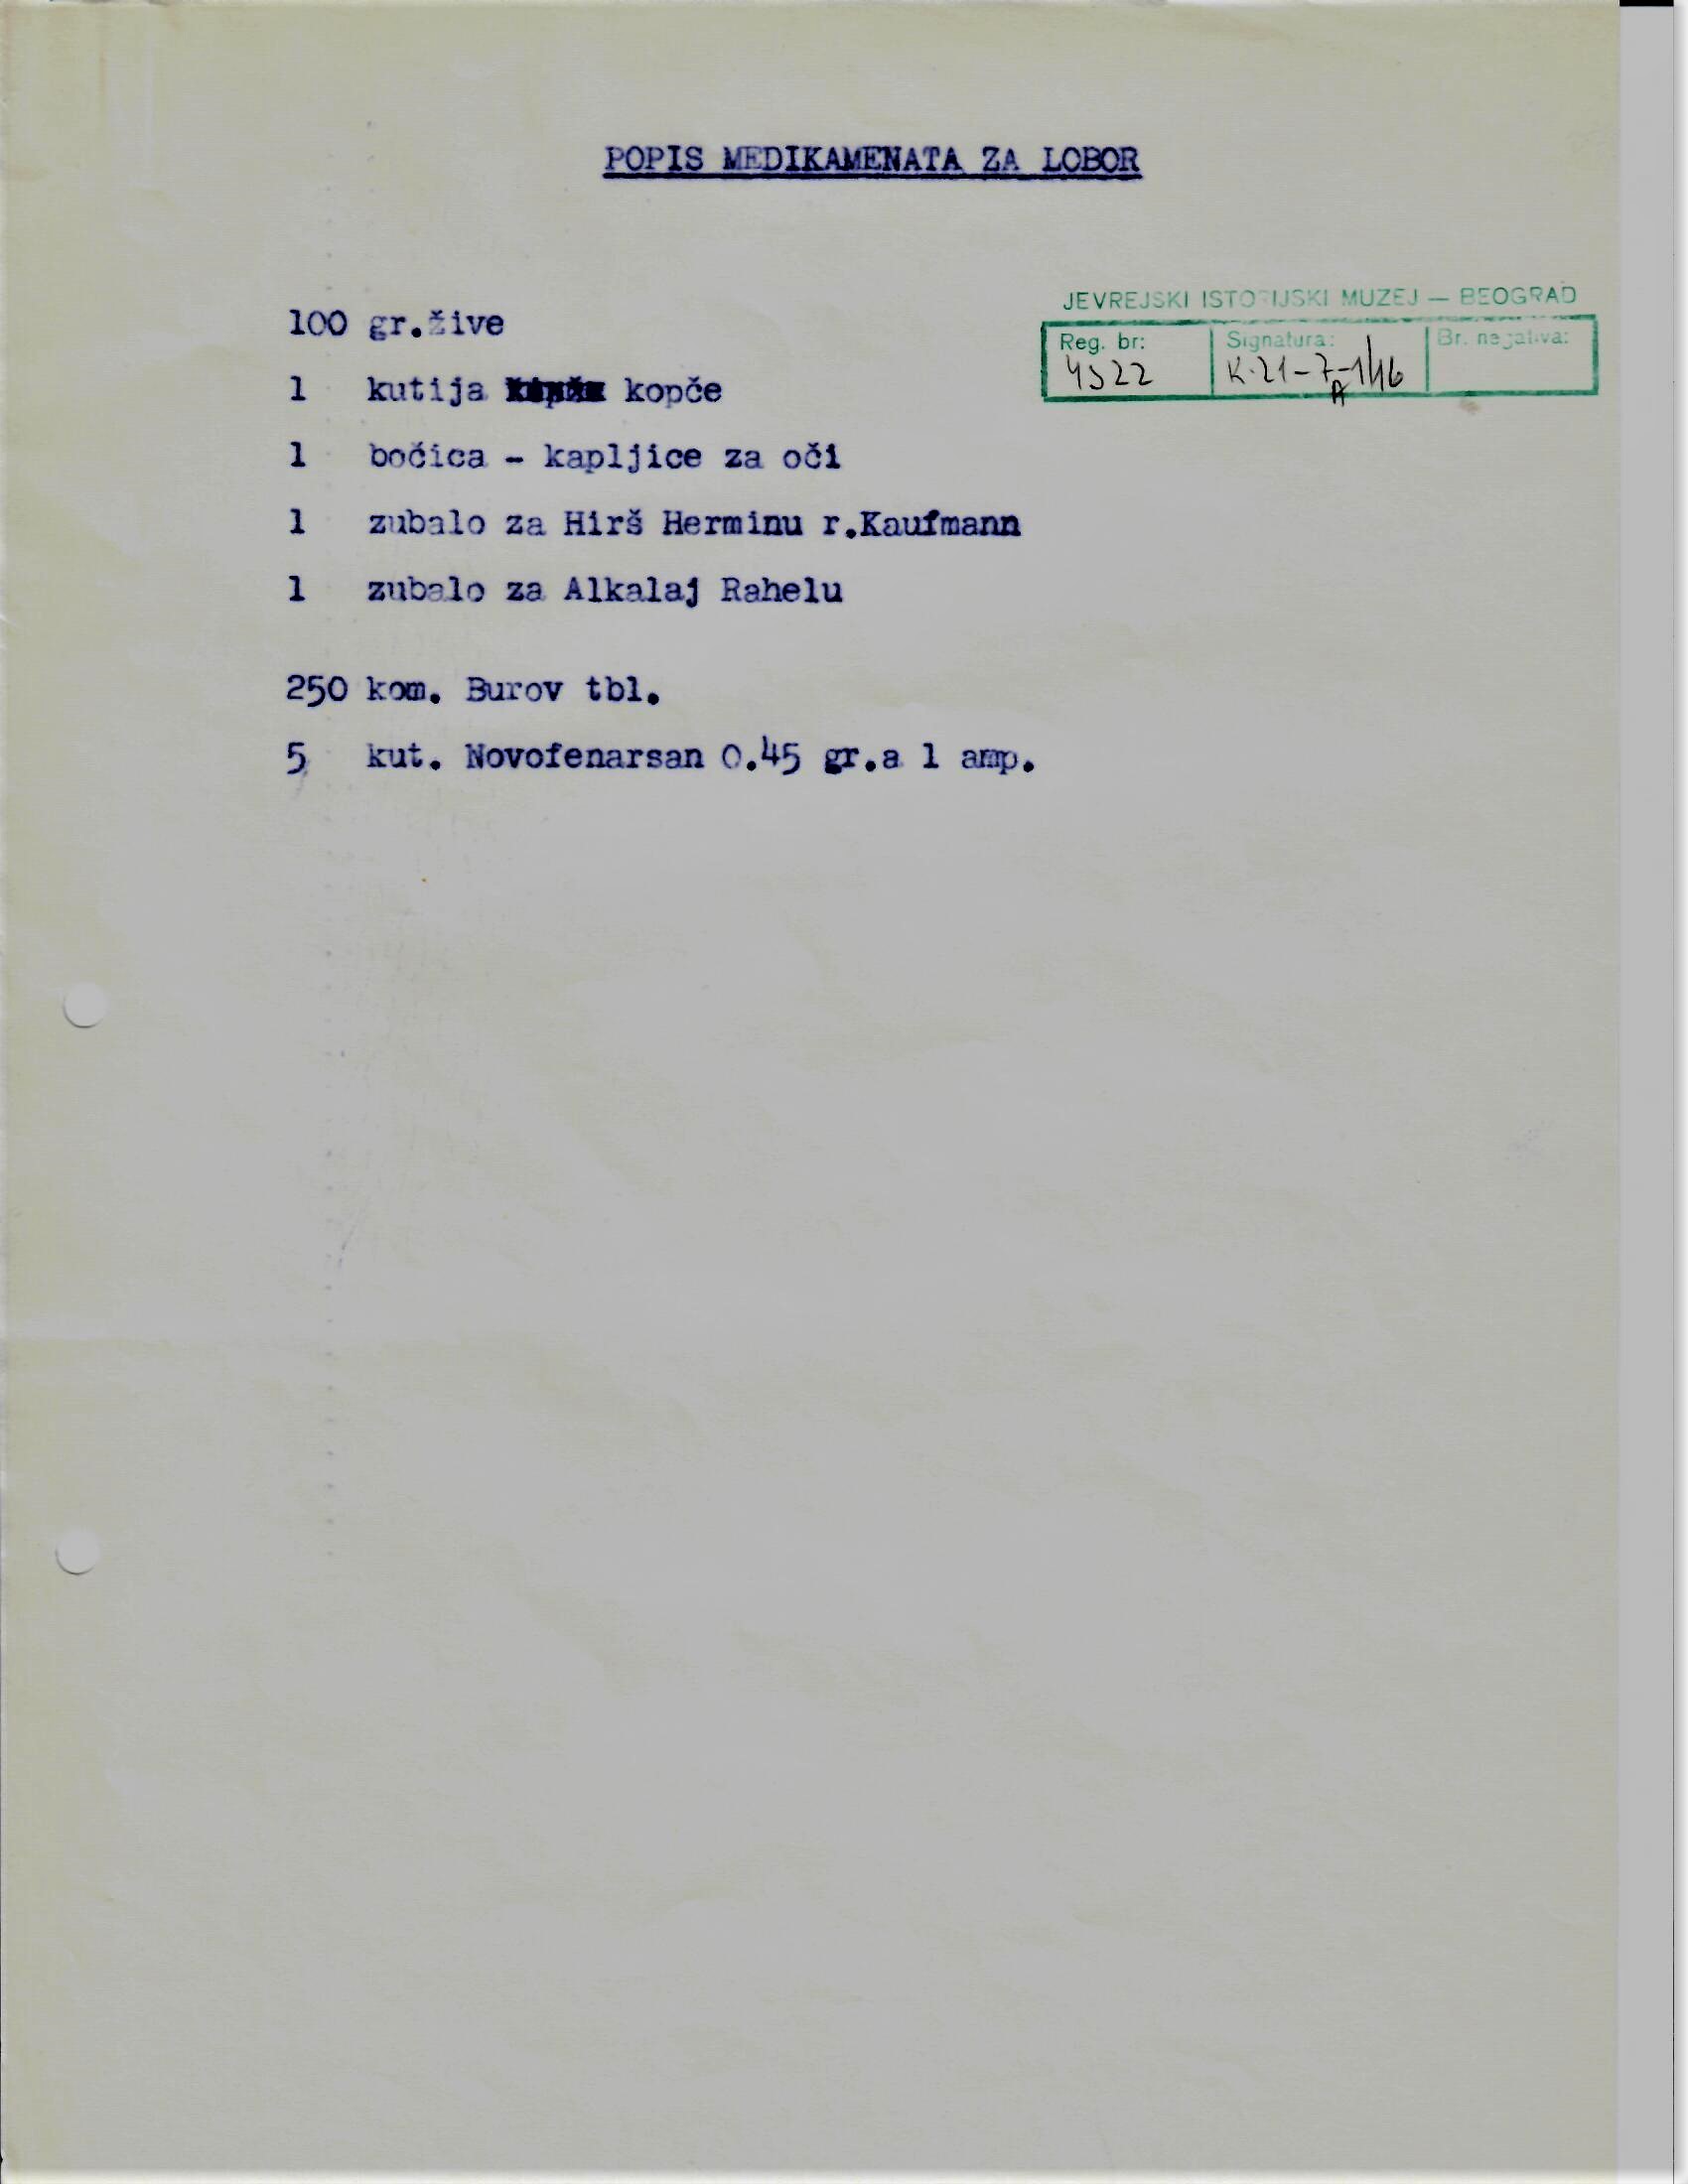 POPIS MEDIKAMENATA ZA LOBOR
JEVREJSKI ISTORIJSKI MUZEJ — BEOGRAD
Reg. br: Signatura: Br. negativa:
4522 K.21-7-1/16
A
100 gr.žive
1 kutija kopče
1 bočica - kapljice za oči
1 zubalo za Hirš Herminu r.Kaufmann
1 zubalo za Alkalaj Rahelu
250 kom. Burov tbl.
5 kut. Novofenarsan 0.45 gr.a 1 amp.